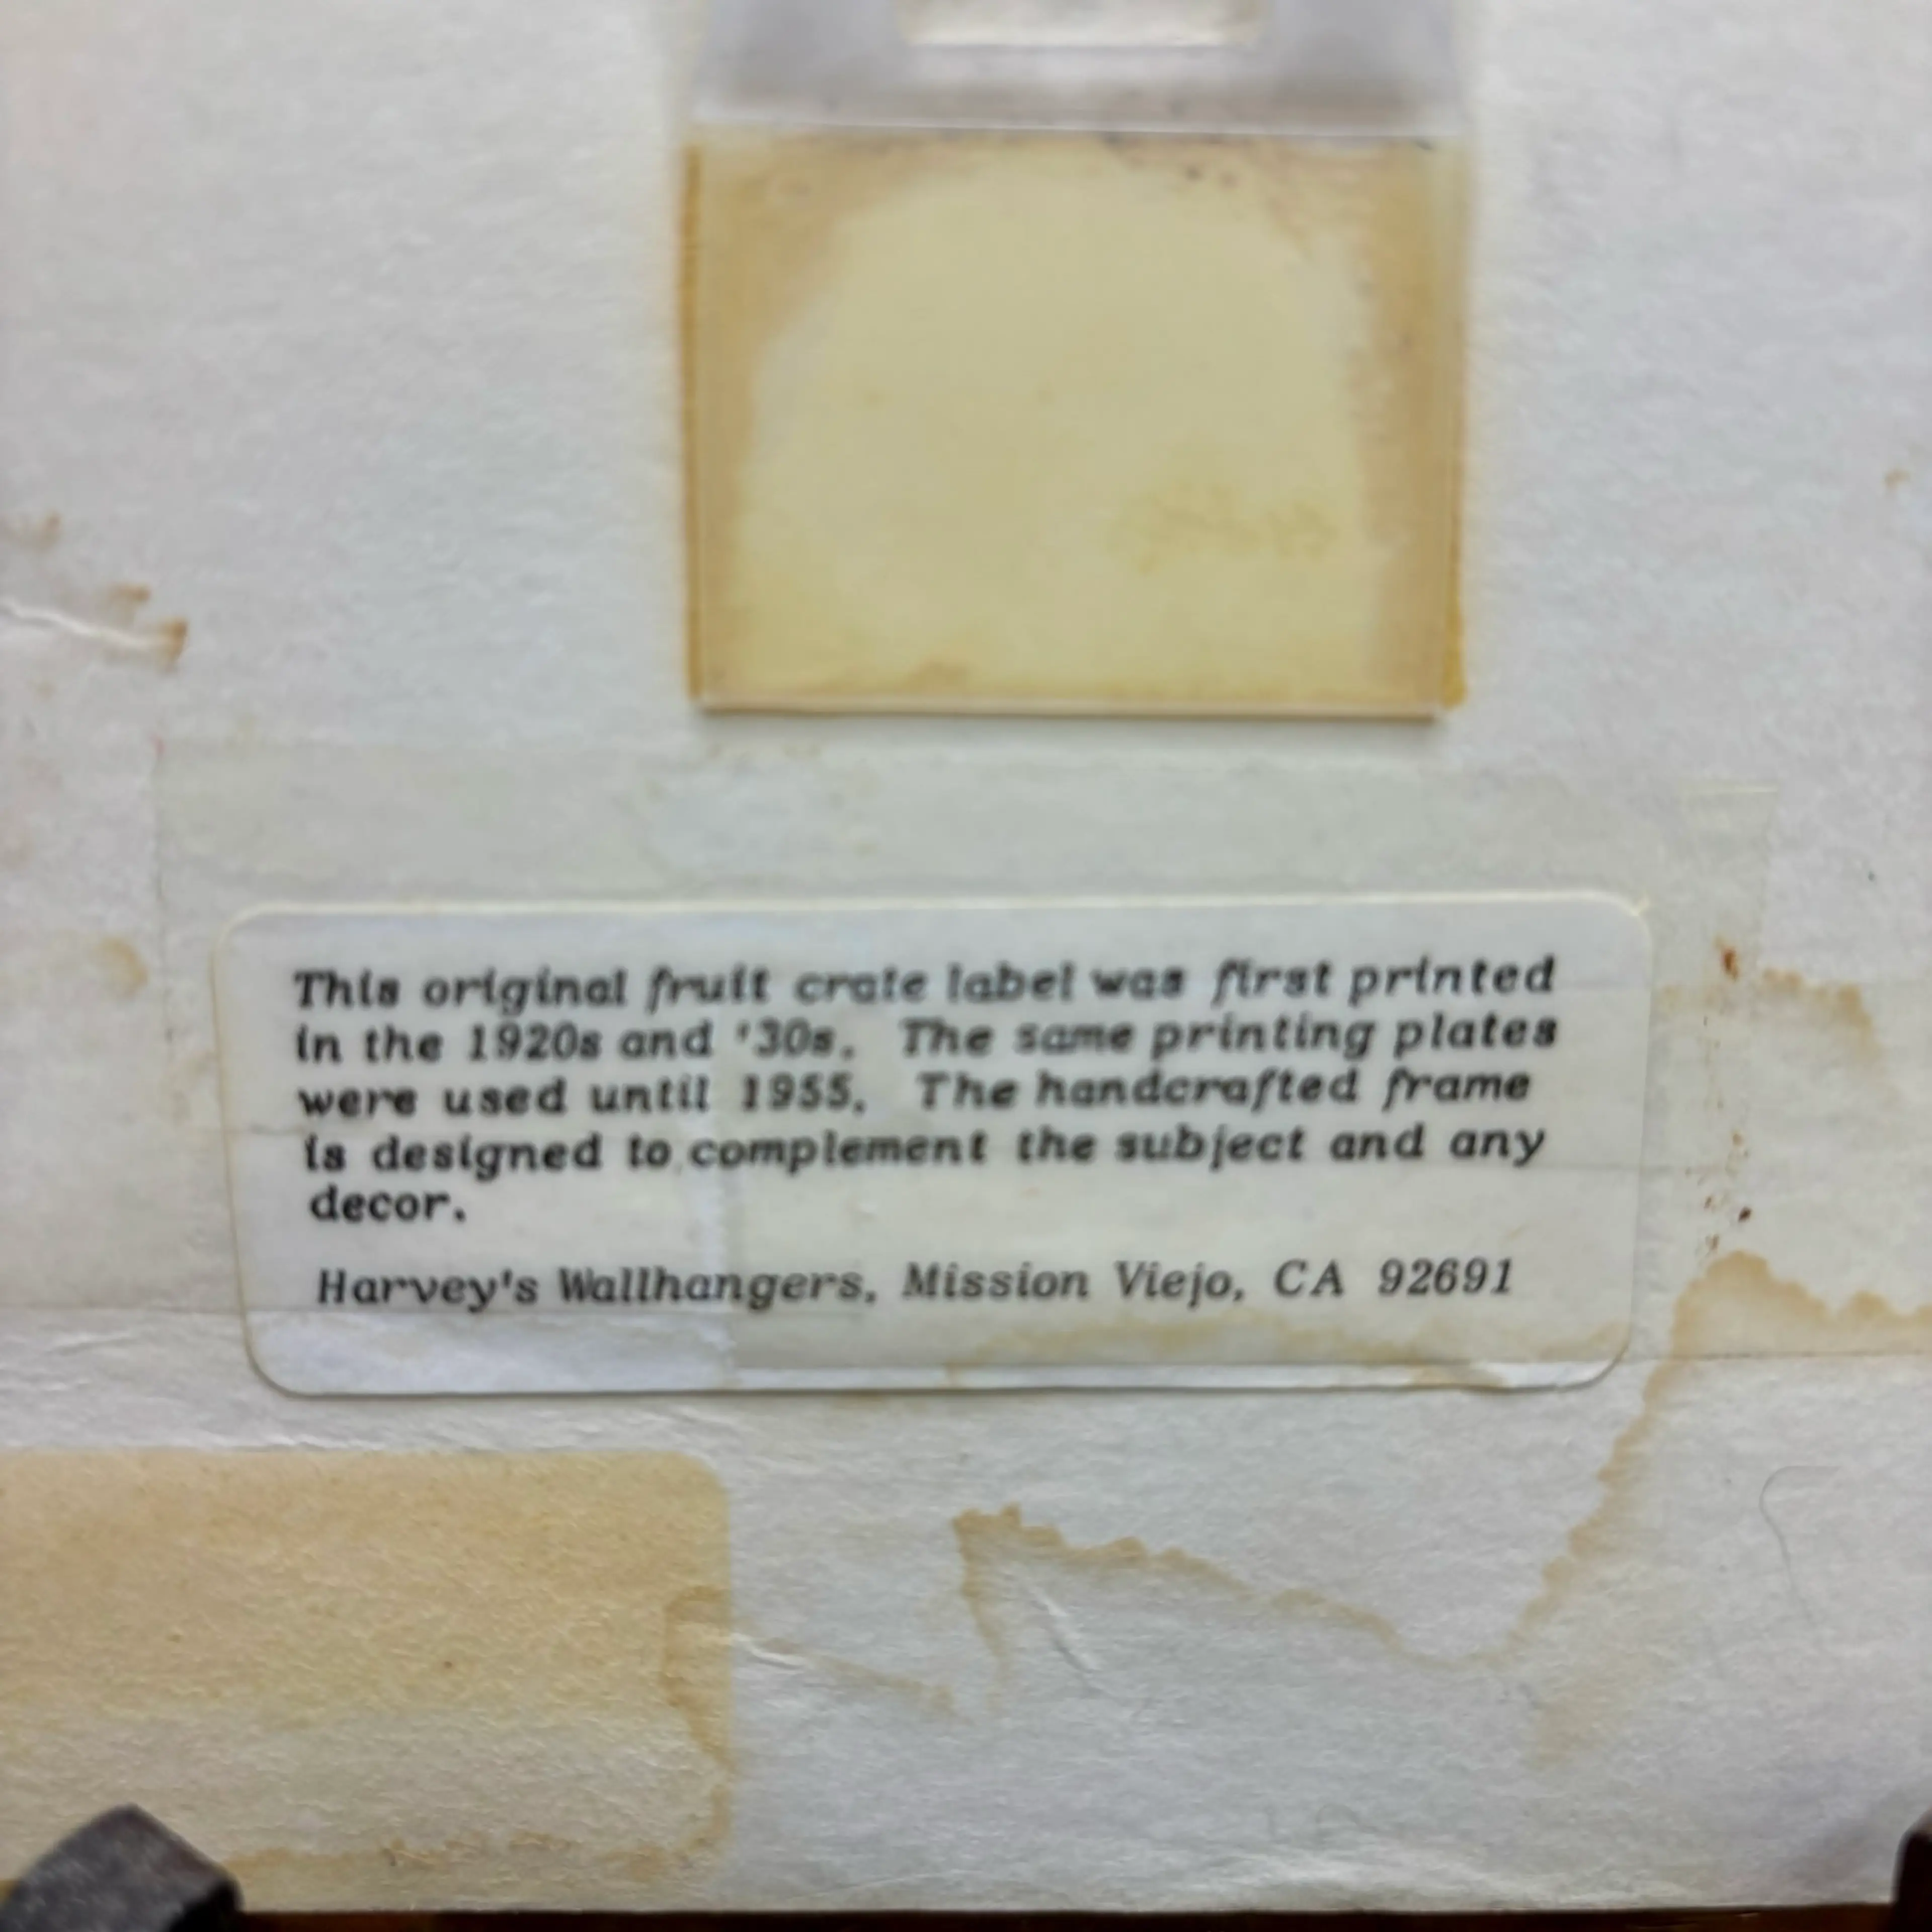 This original fruit crate label was first printed
in the 1920s and '30s. The same printing plates
were used until 1955. The handcrafted frame
is designed to complement the subject and any
decor.
Harvey's Wallhangers, Mission Viejo, CA 92691